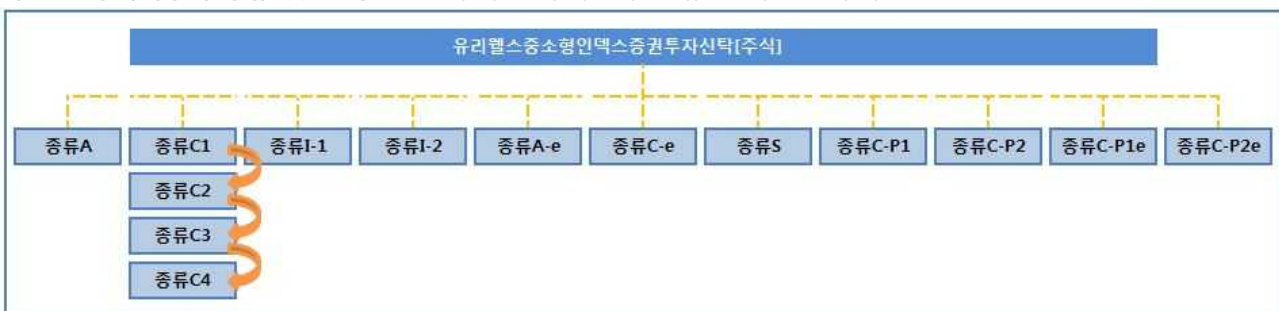 유리웰스중소형인덱스증권투자신탁[주식]
종류A 종류C1 종류I-1 종류I-2 종류A-e 종류C-e 종류S 종류C-P1 종류C-P2 종류C-P1e 종류C-P2e
종류C2
종류C3
종류C4